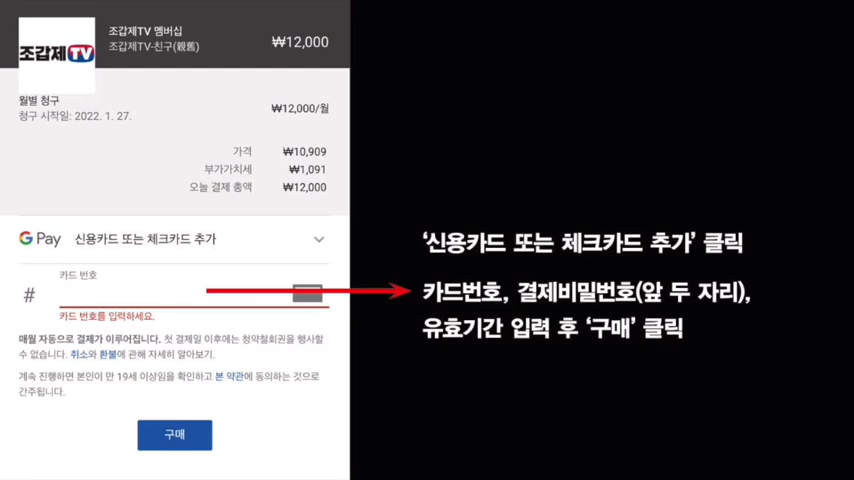 조갑제TV
조갑제TV 멤버십
조갑제TV-친구(親舊)
₩12,000
월별 청구
₩12,000/월
청구 시작일: 2022. 1. 27.
가격 ₩10,909
부가가치세 ₩1,091
오늘 결제 총액 ₩12,000
G Pay 신용카드 또는 체크카드 추가
카드 번호
#
카드 번호를 입력하세요.
매월 자동으로 결제가 이루어집니다. 첫 결제일 이후에는 청약철회권을 행사할
수 없습니다. 취소와 환불에 관해 자세히 알아보기.
계속 진행하면 본인이 만 19세 이상임을 확인하고 본 약관에 동의하는 것으로
간주됩니다.
구매
‘신용카드 또는 체크카드 추가’ 클릭
카드번호, 결제비밀번호(앞 두 자리),
유효기간 입력 후 ‘구매’ 클릭